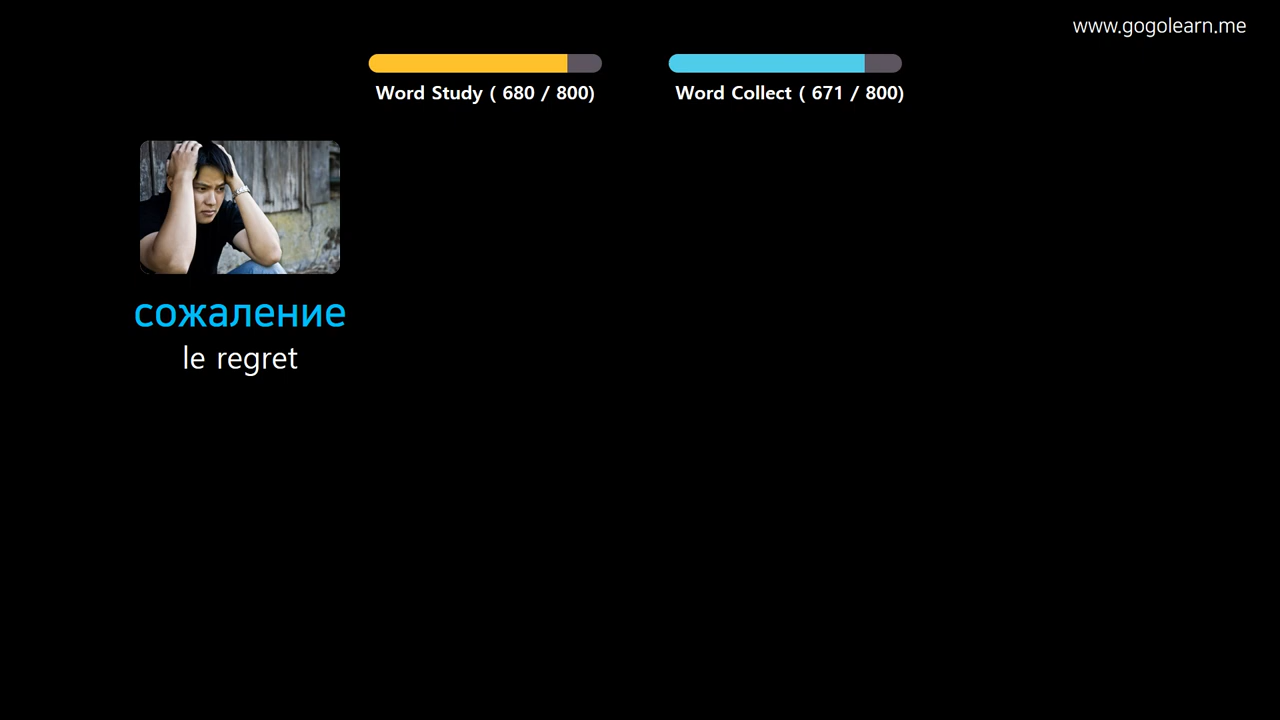 www.gogolearn.me
Word Study ( 680 / 800)
Word Collect ( 671 / 800)
сожаление
le regret